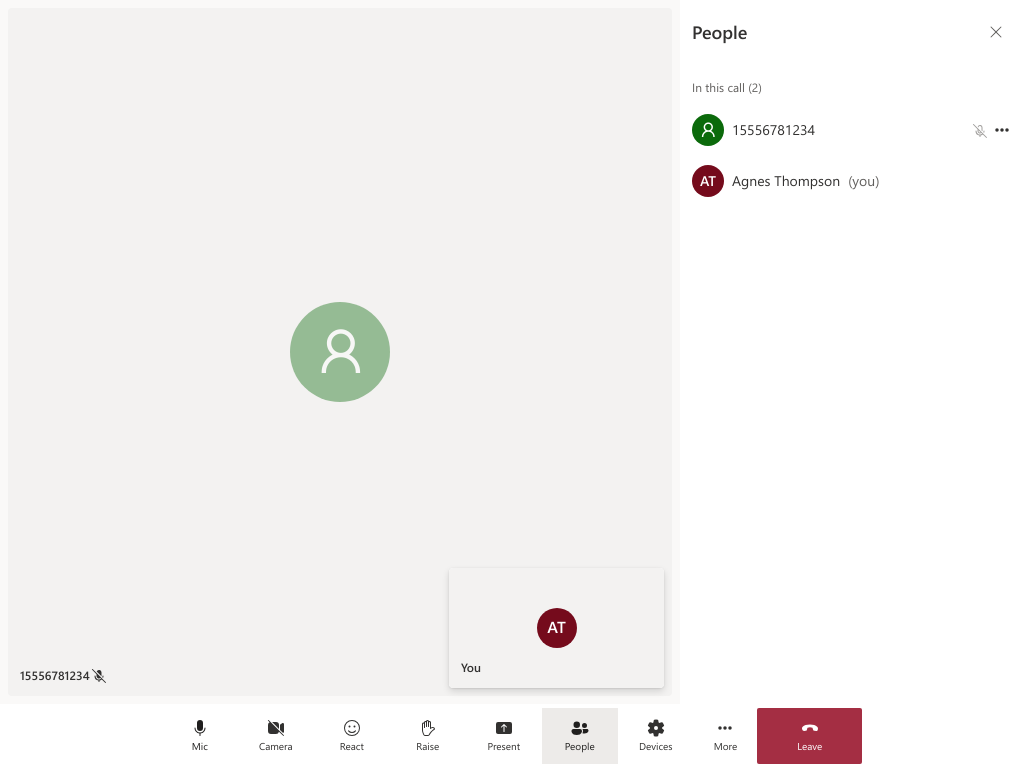 People
In this call (2)
15556781234
AT Agnes Thompson (you)
AT
You
15556781234
Mic Camera React Raise Present People Devices More Leave